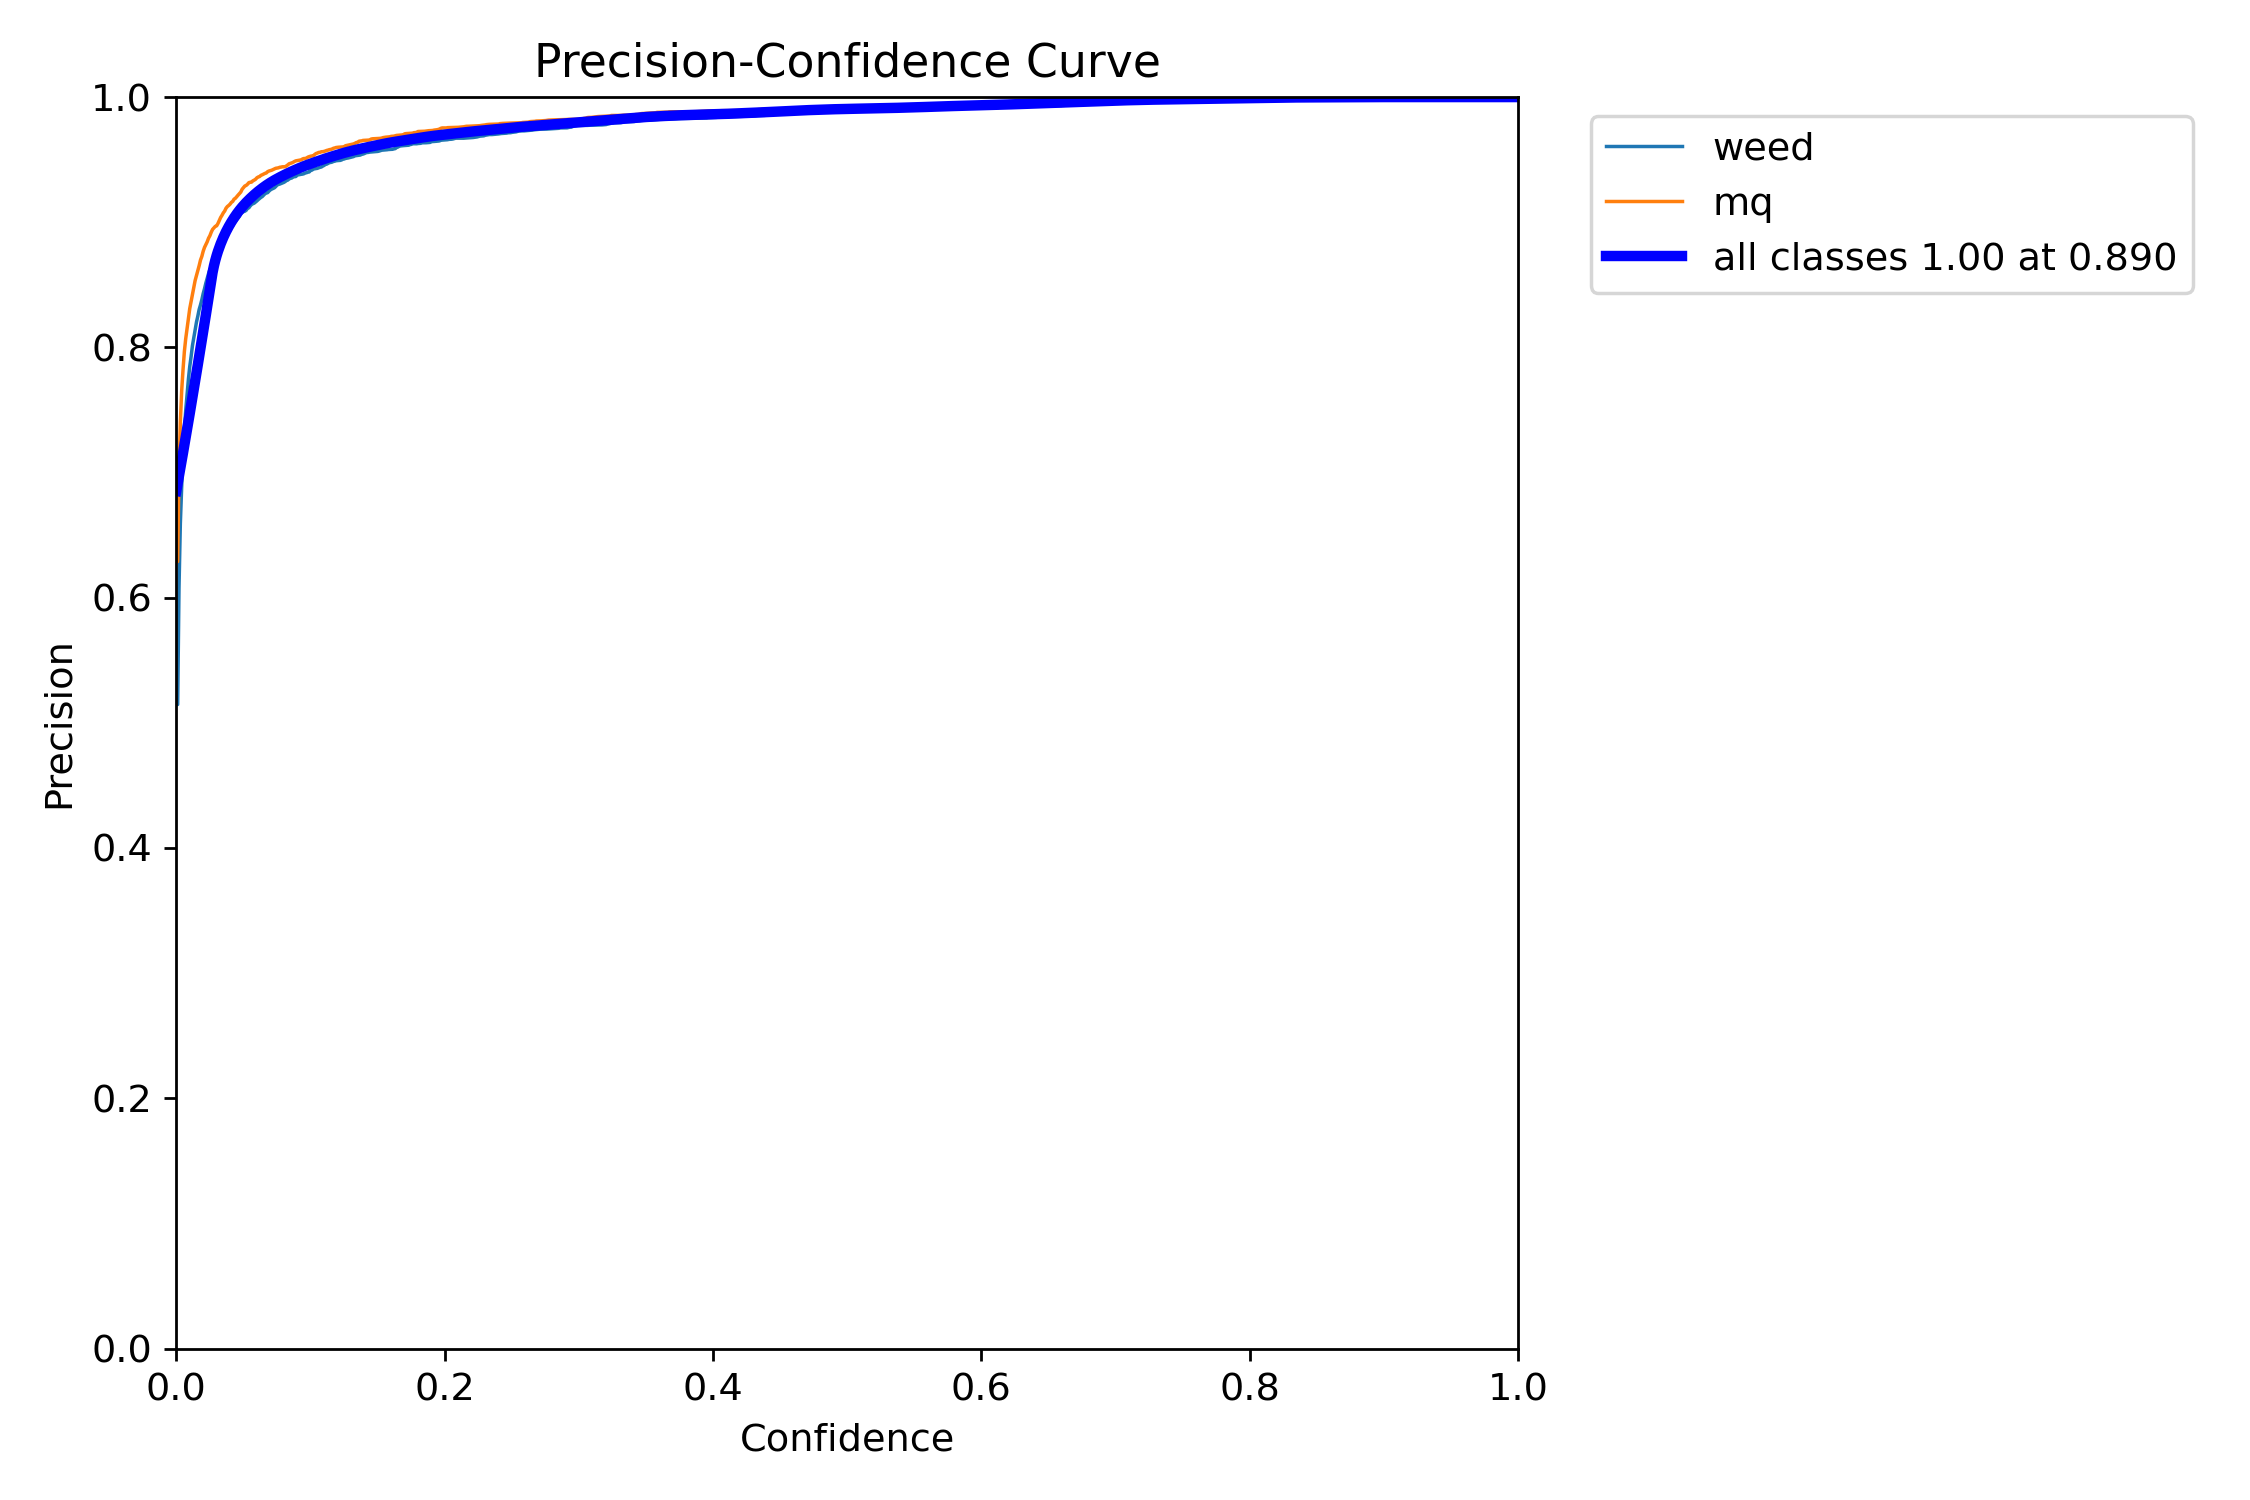 Precision-Confidence Curve
1.0
0.8
0.6
0.4
0.2
0.0
Precision
0.0 0.2 0.4 0.6 0.8 1.0
Confidence
weed
mq
all classes 1.00 at 0.890